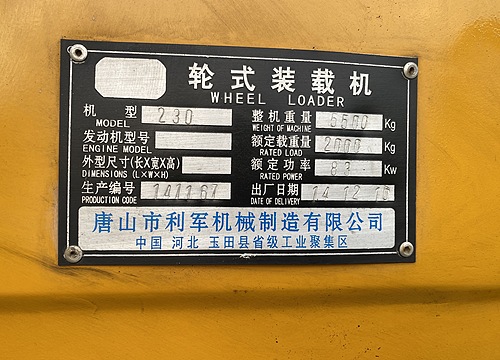 轮式装载机
WHEEL LOADER
机 型 230
MODEL
发动机型号
ENGINE MODEL
外型尺寸(长X宽X高)
DIMENSIONS (L×W×H)
生产编号 141167
PRODUCTION CODE
整机重量 6580 Kg
WEIGHT OF MACHINE
额定载重量 2000 Kg
RATED LOAD
额定功率 83 Kw
RATED POWER
出厂日期 14 12 16
DATE OF DELIVERY
唐山市利军机械制造有限公司
中国 河北 玉田县省级工业聚集区